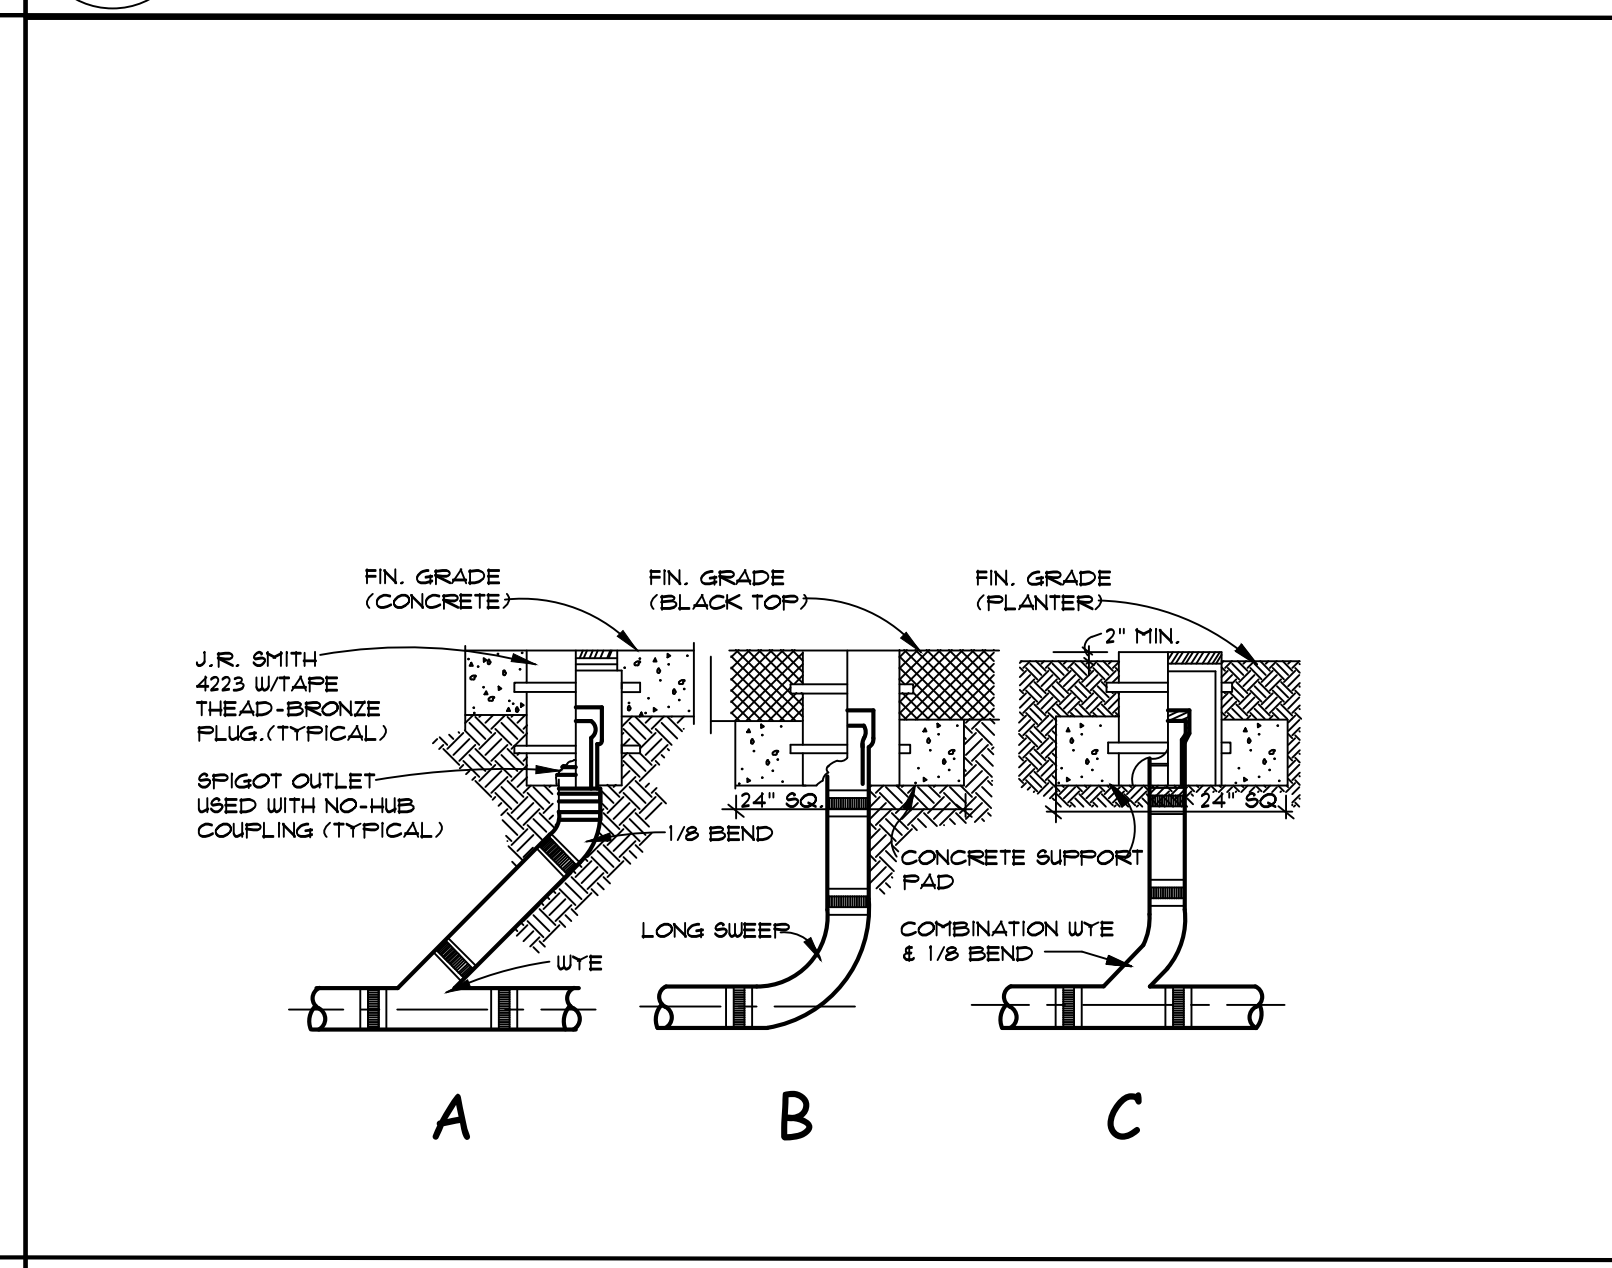 FIN. GRADE
(CONCRETE)
FIN. GRADE
(BLACK TOP)
FIN. GRADE
(PLANTER)
2" MIN.
J.R. SMITH
4223 W/TAPE
THEAD-BRONZE
PLUG.(TYPICAL)
SPIGOT OUTLET
USED WITH NO-HUB
COUPLING (TYPICAL)
24" SQ.
24" SQ.
1/8 BEND
CONCRETE SUPPORT
PAD
LONG SWEEP
COMBINATION WYE
& 1/8 BEND
WYE
A
B
C